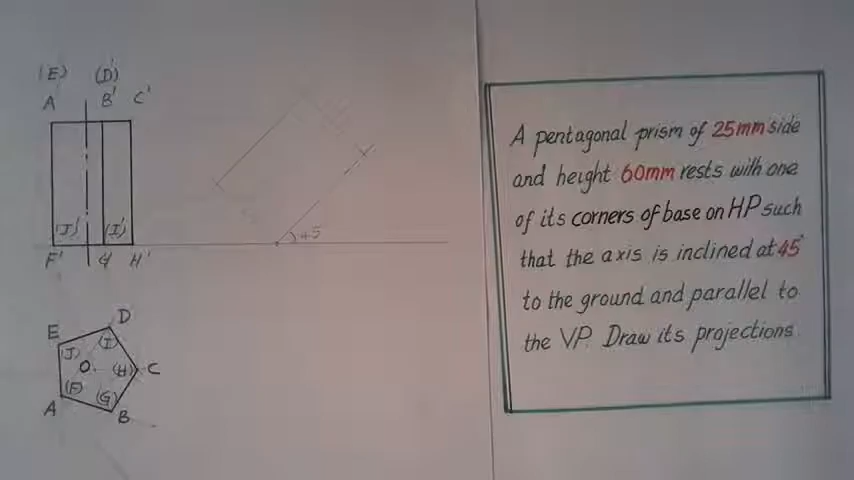 (E) (D')
A' B' C'
(J') (I')
F' G' H'
45
D
E (I)
(J) O (H) C
(F) (G)
A B
A pentagonal prism of 25mm side
and height 60mm rests with one
of its corners of base on HP such
that the axis is inclined at 45°
to the ground and parallel to
the VP. Draw its projections.